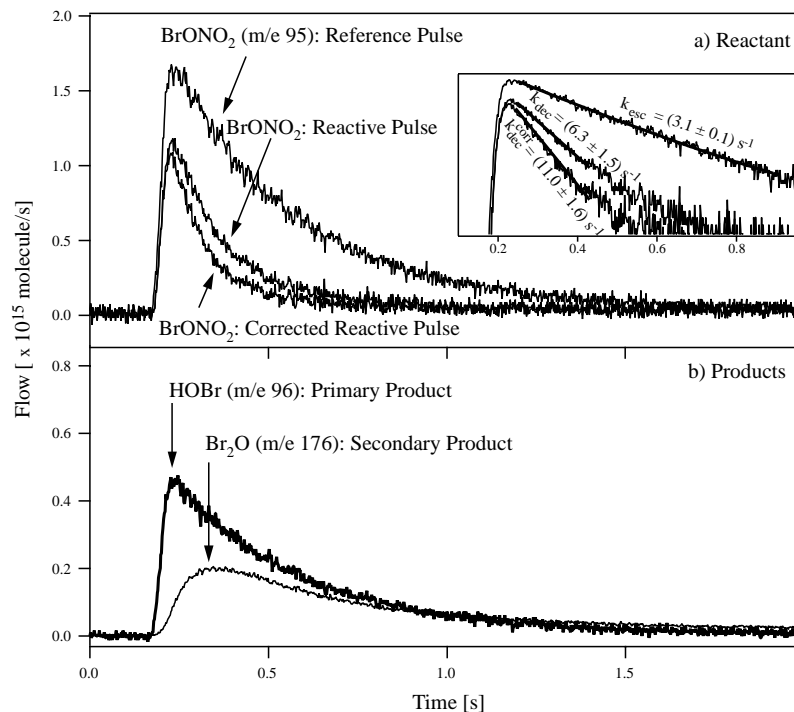 a) Reactant
BrONO₂ (m/e 95): Reference Pulse
BrONO₂: Reactive Pulse
BrONO₂: Corrected Reactive Pulse
2.0
1.5
1.0
0.5
0.0
k_esc = (3.1 ± 0.1) s⁻¹
k_dec = (6.3 ± 1.5) s⁻¹
k_dec^corr = (11.0 ± 1.6) s⁻¹
0.2 0.4 0.6 0.8
Flow [ x 10¹⁵ molecule/s]
b) Products
HOBr (m/e 96): Primary Product
Br₂O (m/e 176): Secondary Product
0.8
0.6
0.4
0.2
0.0
0.0 0.5 1.0 1.5
Time [s]